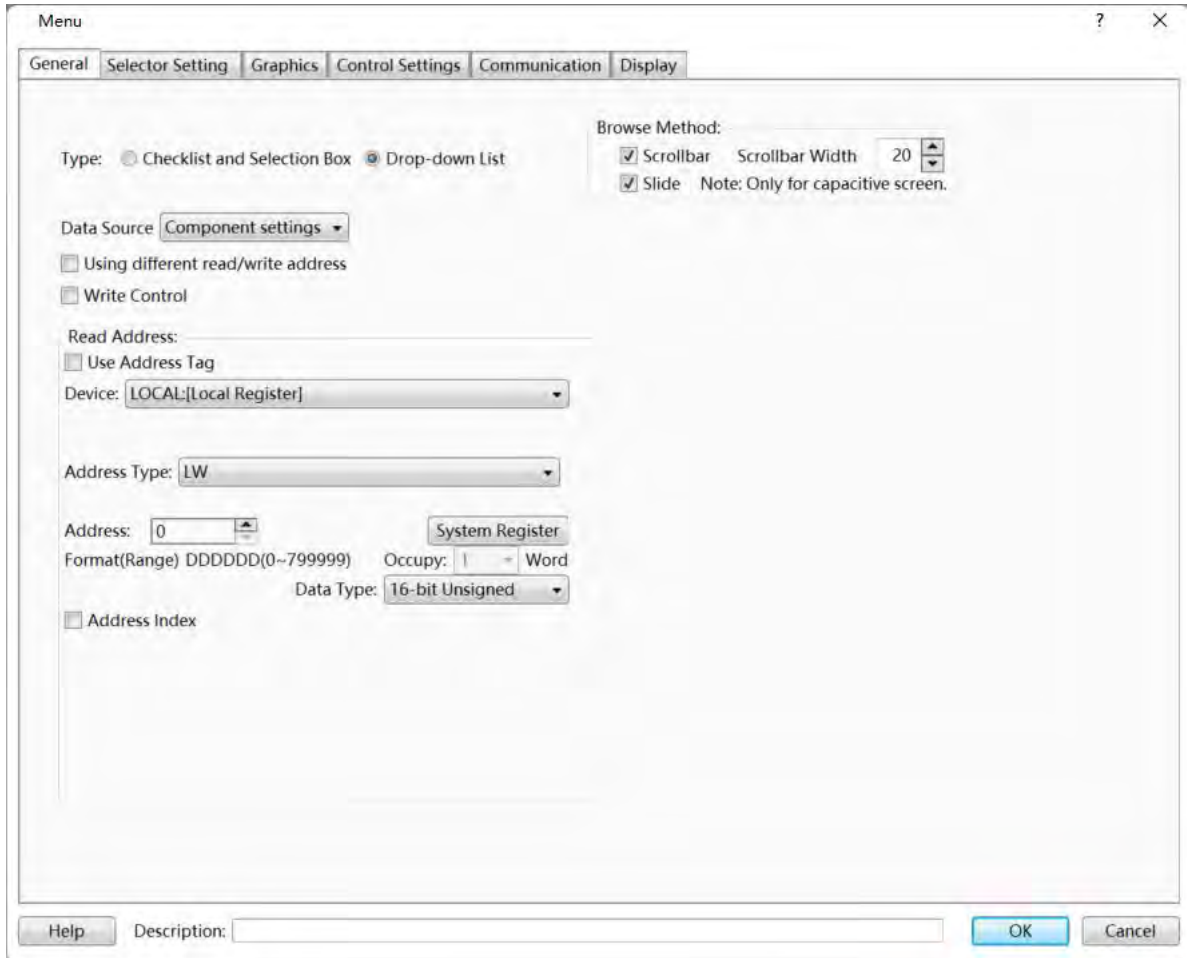 Menu ? ×
General Selector Setting Graphics Control Settings Communication Display
Browse Method:
Type: Checklist and Selection Box Drop-down List
Scrollbar Scrollbar Width 20
Slide Note: Only for capacitive screen.
Data Source Component settings
Using different read/write address
Write Control
Read Address:
Use Address Tag
Device: LOCAL:[Local Register]
Address Type: LW
Address: 0 System Register
Format(Range) DDDDDD(0~799999) Occupy: 1 Word
Data Type: 16-bit Unsigned
Address Index
Help Description: OK Cancel